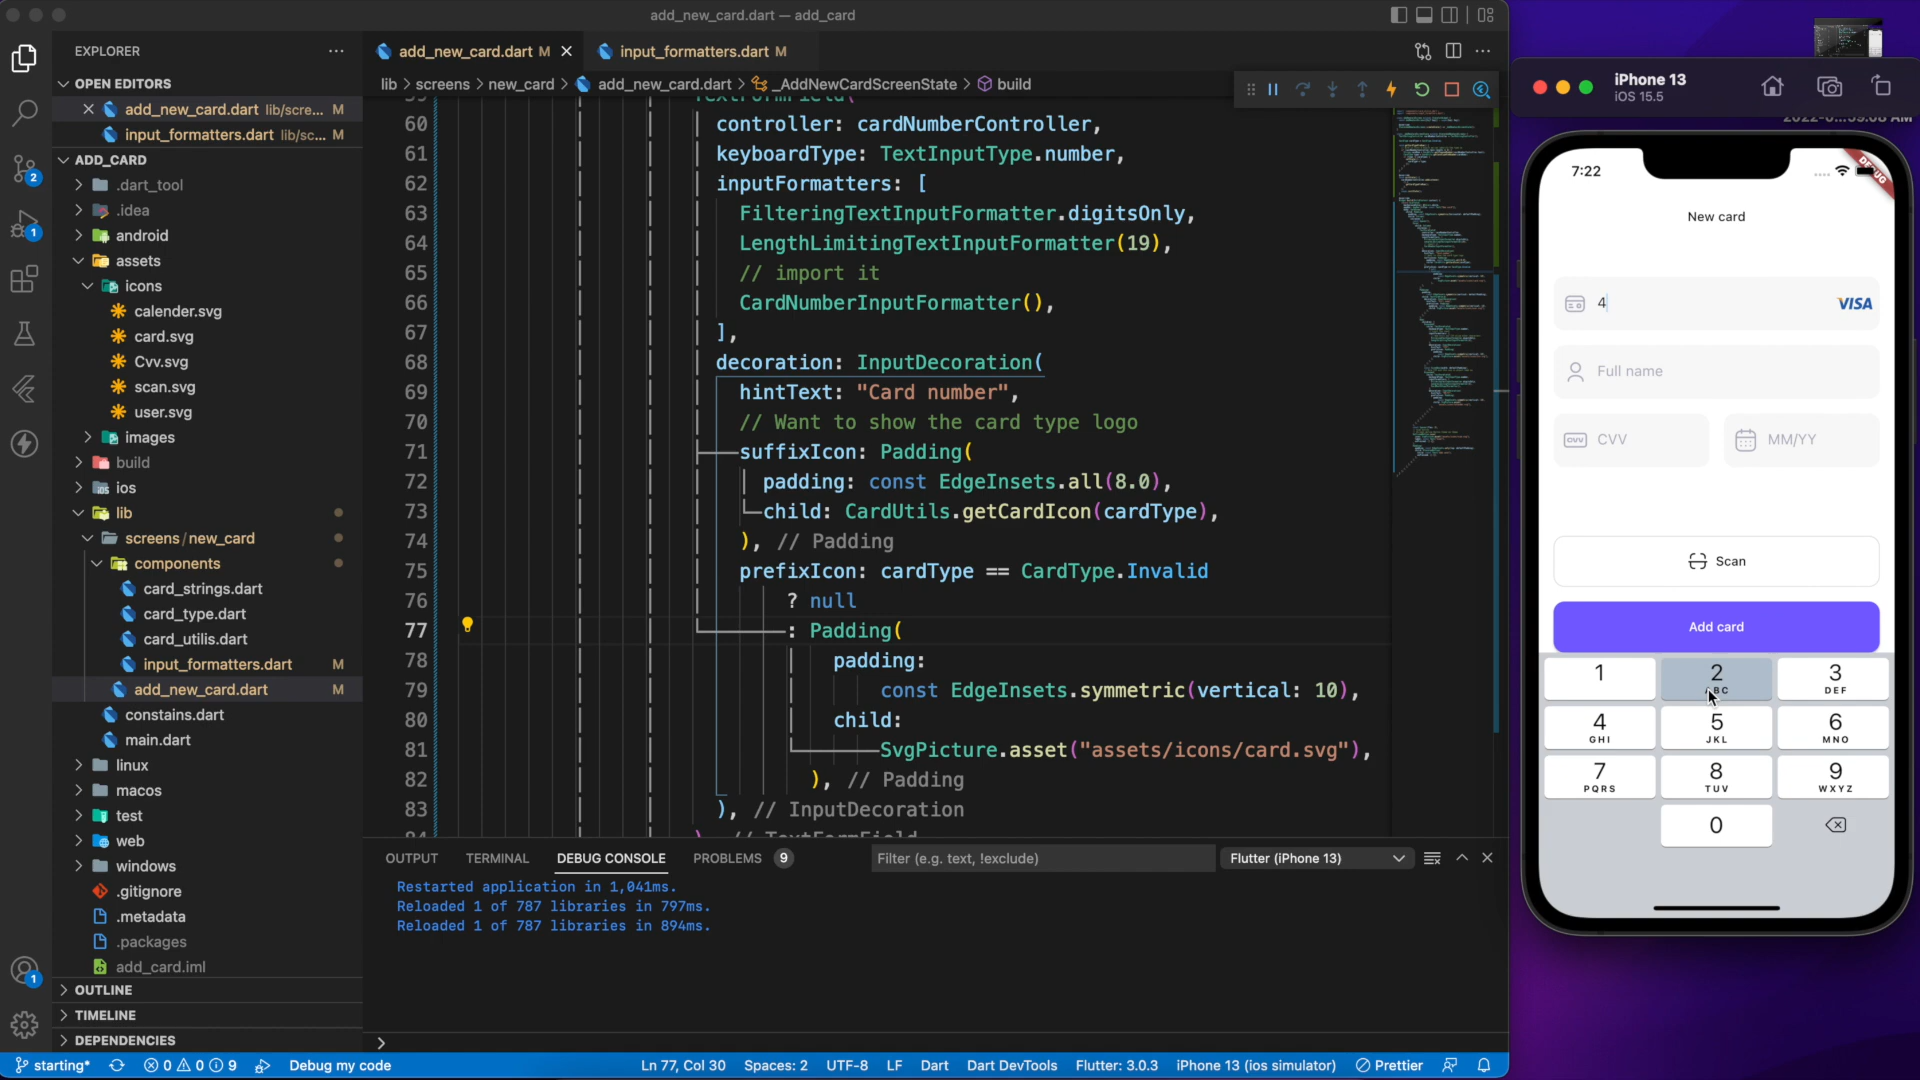 add_new_card.dart — add_card
EXPLORER
OPEN EDITORS
add_new_card.dart lib/scre... M
input_formatters.dart lib/sc... M
ADD_CARD
.dart_tool
.idea
android
assets
icons
calender.svg
card.svg
Cvv.svg
scan.svg
user.svg
images
build
ios
lib
screens/new_card
components
card_strings.dart
card_type.dart
card_utilis.dart
input_formatters.dart M
add_new_card.dart M
constains.dart
main.dart
linux
macos
test
web
windows
.gitignore
.metadata
.packages
add_card.iml
OUTLINE
TIMELINE
DEPENDENCIES
2
1
1
add_new_card.dart M
input_formatters.dart M
lib > screens > new_card > add_new_card.dart > _AddNewCardScreenState > build
59 TextFormField(
60 controller: cardNumberController,
61 keyboardType: TextInputType.number,
62 inputFormatters: [
63 FilteringTextInputFormatter.digitsOnly,
64 LengthLimitingTextInputFormatter(19),
65 // import it
66 CardNumberInputFormatter(),
67 ],
68 decoration: InputDecoration(
69 hintText: "Card number",
70 // Want to show the card type logo
71 suffixIcon: Padding(
72 padding: const EdgeInsets.all(8.0),
73 child: CardUtils.getCardIcon(cardType),
74 ), // Padding
75 prefixIcon: cardType == CardType.Invalid
76 ? null
77 : Padding(
78 padding:
79 const EdgeInsets.symmetric(vertical: 10),
80 child:
81 SvgPicture.asset("assets/icons/card.svg"),
82 ), // Padding
83 ), // InputDecoration
84 ), // TextFormField
OUTPUT TERMINAL DEBUG CONSOLE PROBLEMS 9
Filter (e.g. text, !exclude)
Flutter (iPhone 13)
Restarted application in 1,041ms.
Reloaded 1 of 787 libraries in 797ms.
Reloaded 1 of 787 libraries in 894ms.
starting* 0 0 9 Debug my code
Ln 77, Col 30 Spaces: 2 UTF-8 LF Dart Dart DevTools Flutter: 3.0.3 iPhone 13 (ios simulator) Prettier
iPhone 13
iOS 15.5
7:22
DEBUG
New card
4
VISA
Full name
CVV
CVV
MM/YY
Scan
Add card
1
2
ABC
3
DEF
4
GHI
5
JKL
6
MNO
7
PQRS
8
TUV
9
WXYZ
0